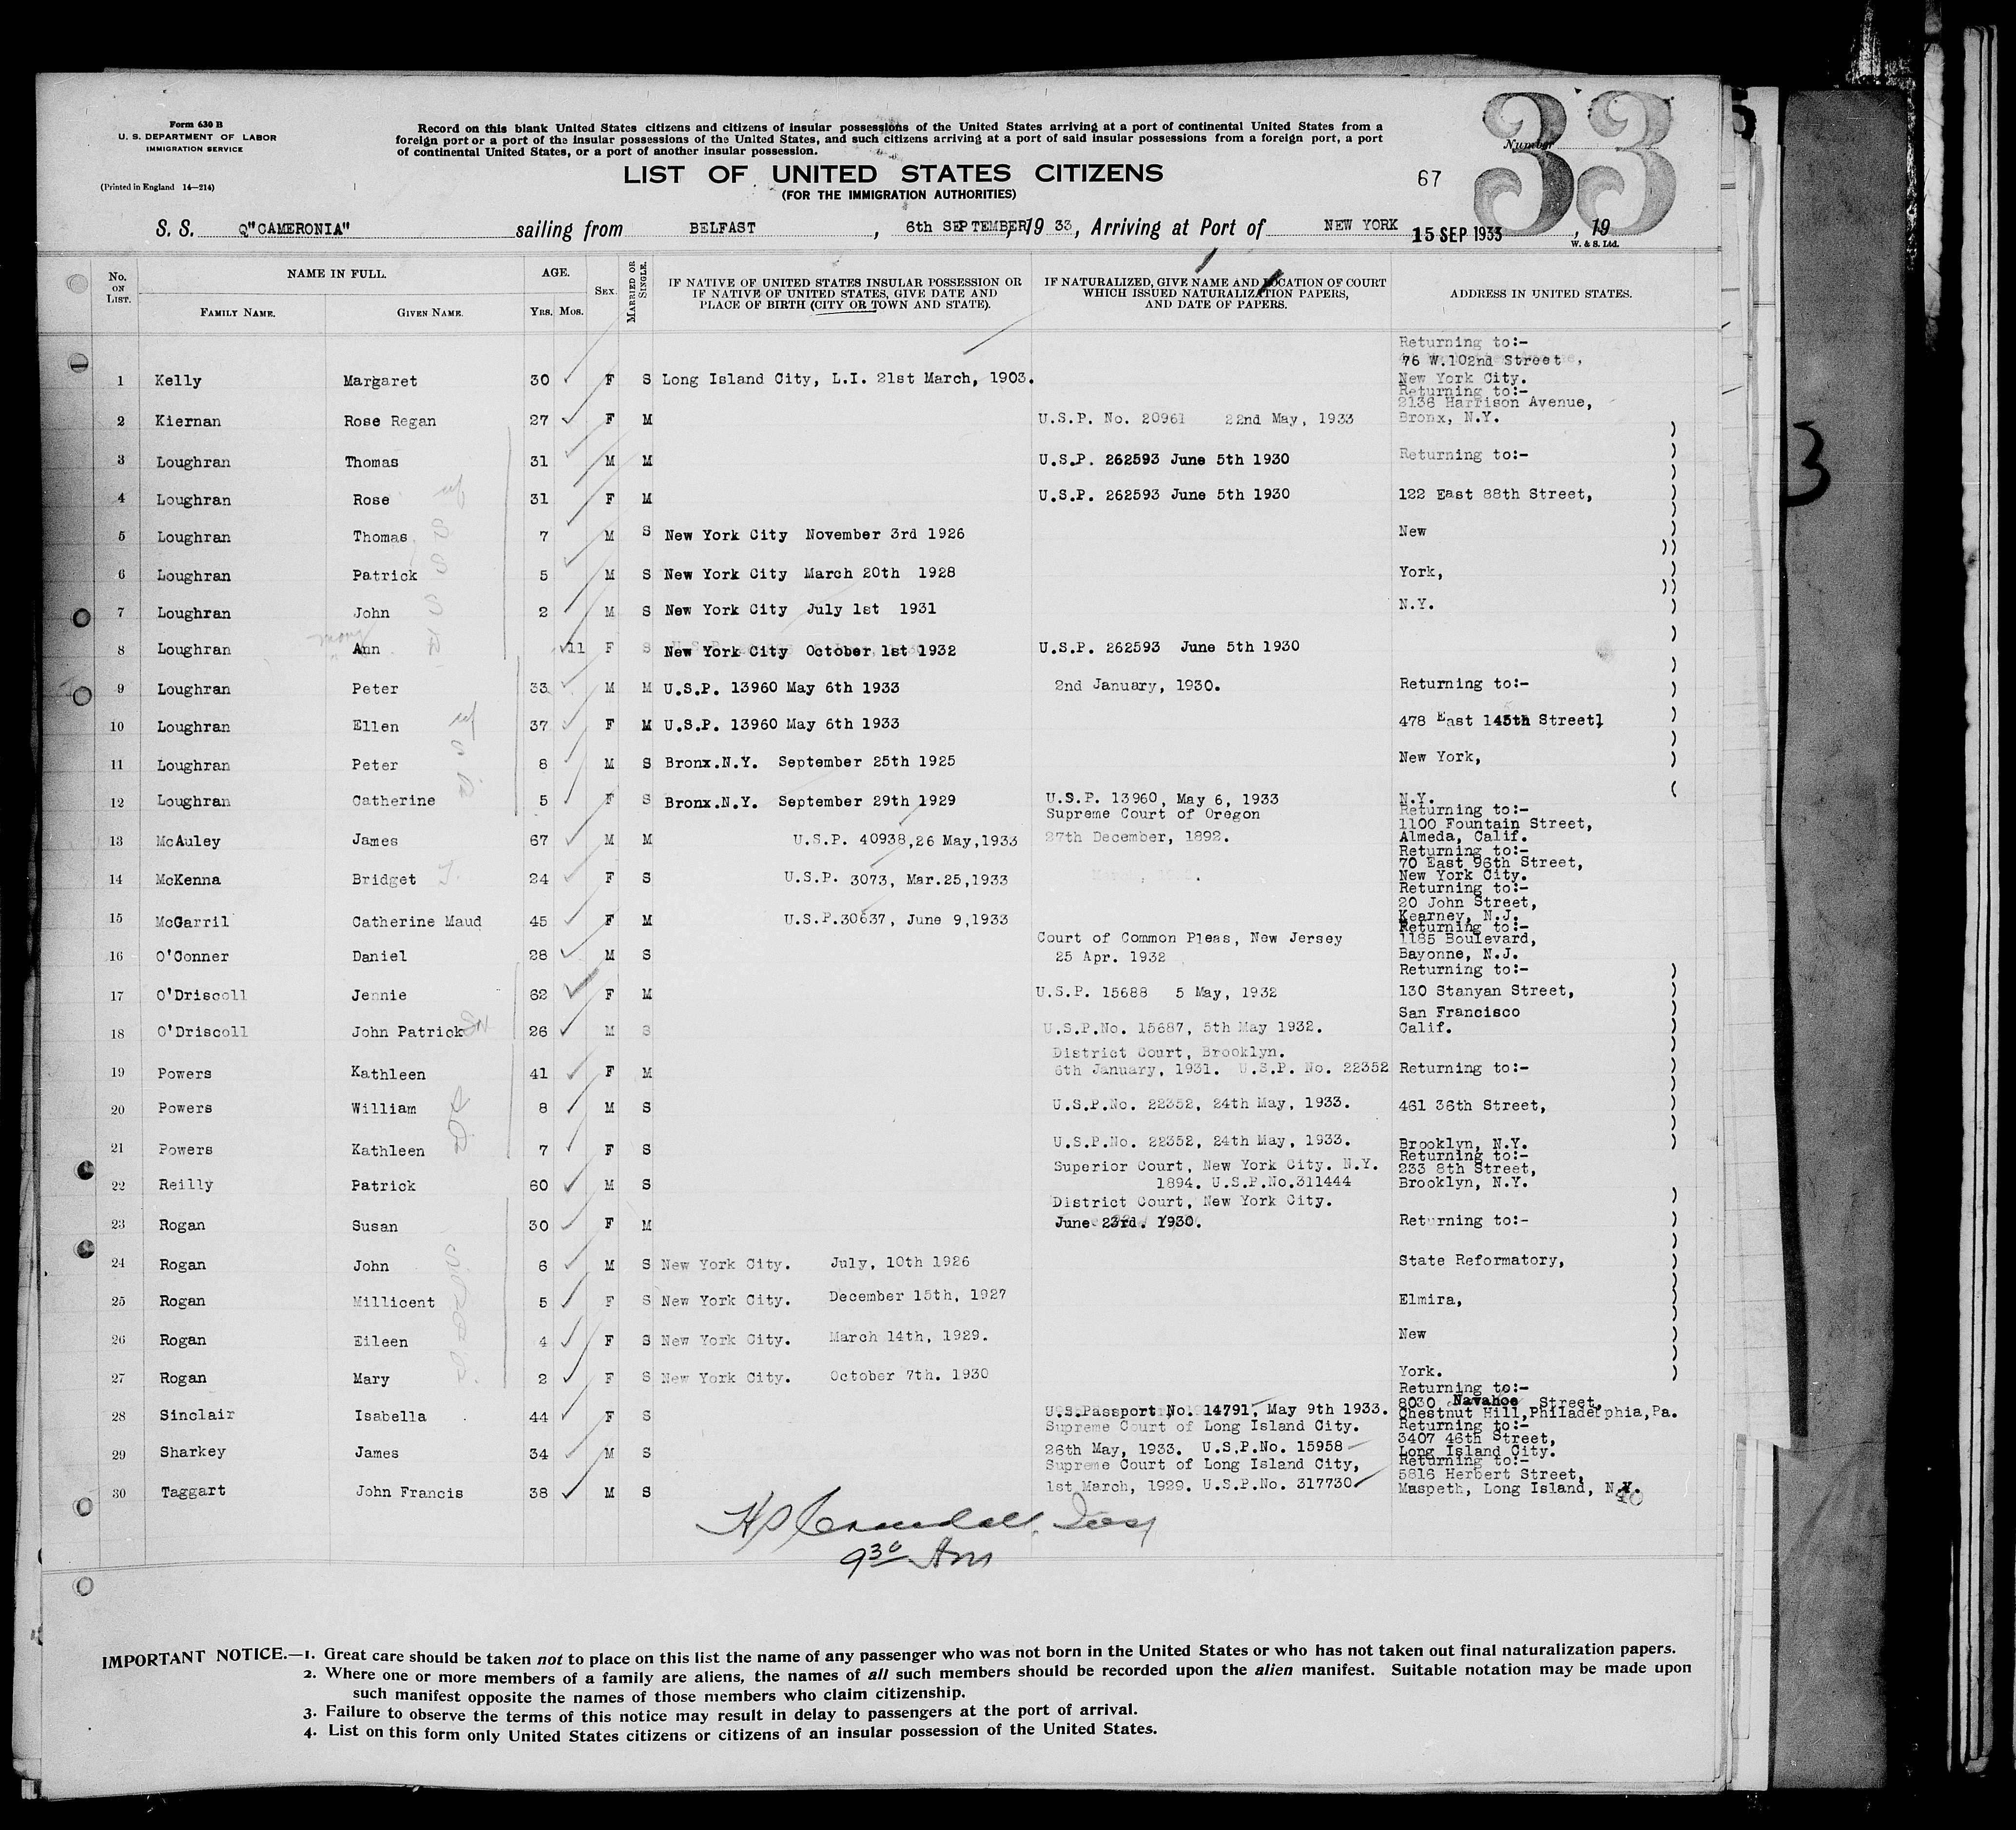 Form 630 B
U. S. DEPARTMENT OF LABOR
IMMIGRATION SERVICE
(Printed in England 14—214)
Record on this blank United States citizens and citizens of insular possessions of the United States arriving at a port of continental United States from a
foreign port or a port of the insular possessions of the United States, and such citizens arriving at a port of said insular possessions from a foreign port, a port
of continental United States, or a port of another insular possession.
LIST OF UNITED STATES CITIZENS
(FOR THE IMMIGRATION AUTHORITIES)
67
Number
33
S. S. Q"CAMERONIA" sailing from BELFAST, 6th SEPTEMBER, 19 33, Arriving at Port of NEW YORK 15 SEP 1933, 19
W. & S. Ltd.
No. ON LIST. NAME IN FULL. FAMILY NAME. GIVEN NAME. AGE. YRS. MOS. SEX. MARRIED OR SINGLE. IF NATIVE OF UNITED STATES INSULAR POSSESSION OR IF NATIVE OF UNITED STATES, GIVE DATE AND PLACE OF BIRTH (CITY OR TOWN AND STATE). IF NATURALIZED, GIVE NAME AND LOCATION OF COURT WHICH ISSUED NATURALIZATION PAPERS, AND DATE OF PAPERS. ADDRESS IN UNITED STATES.
Returning to:-
76 W.102nd Street,
1 Kelly Margaret 30 F S Long Island City, L.I. 21st March, 1903. New York City.
Returning to:-
2136 Harrison Avenue,
2 Kiernan Rose Regan 27 F M U.S.P. No. 20961 22nd May, 1933 Bronx, N.Y.
3 Loughran Thomas 31 M M U.S.P. 262593 June 5th 1930 Returning to:-
4 Loughran Rose wf 31 F M U.S.P. 262593 June 5th 1930 122 East 88th Street,
5 Loughran Thomas S 7 M S New York City November 3rd 1926 New
6 Loughran Patrick S 5 M S New York City March 20th 1928 York,
7 Loughran John S 2 M S New York City July 1st 1931 N.Y.
8 Loughran Mary Ann D 11 F S New York City October 1st 1932 U.S.P. 262593 June 5th 1930
9 Loughran Peter 33 M M U.S.P. 13960 May 6th 1933 2nd January, 1930. Returning to:-
10 Loughran Ellen wf 37 F M U.S.P. 13960 May 6th 1933 478 East 145th Street,
11 Loughran Peter S 8 M S Bronx.N.Y. September 25th 1925 New York,
12 Loughran Catherine D 5 F S Bronx.N.Y. September 29th 1929 U.S.P. 13960, May 6, 1933 N.Y.
Supreme Court of Oregon Returning to:-
1100 Fountain Street,
13 McAuley James 67 M M U.S.P. 40938,26 May,1933 27th December, 1892. Almeda, Calif.
Returning to:-
70 East 96th Street,
14 McKenna Bridget 24 F S U.S.P. 3073, Mar.25,1933 New York City.
Returning to:-
20 John Street,
15 McGarril Catherine Maud 45 F M U.S.P.30637, June 9,1933 Kearney, N.J.
Returning to:-
Court of Common Pleas, New Jersey 1185 Boulevard,
16 O'Conner Daniel 28 M S 25 Apr. 1932 Bayonne, N.J.
Returning to:-
17 O'Driscoll Jennie 62 F M U.S.P. 15688 5 May, 1932 130 Stanyan Street,
San Francisco
18 O'Driscoll John Patrick Sn 26 M S U.S.P.No. 15687, 5th May 1932. Calif.
District Court, Brooklyn.
19 Powers Kathleen 41 F M 6th January, 1931. U.S.P. No. 22352 Returning to:-
20 Powers William S 8 M S U.S.P.No. 22352, 24th May, 1933. 461 36th Street,
21 Powers Kathleen D 7 F S U.S.P.No. 22352, 24th May, 1933. Brooklyn, N.Y.
Returning to:-
Superior Court, New York City. N.Y. 233 8th Street,
22 Reilly Patrick 60 M S 1894. U.S.P.No.311444 Brooklyn, N.Y.
District Court, New York City.
23 Rogan Susan 30 F M June 23rd. 1930. Returning to:-
24 Rogan John S 6 M S New York City. July, 10th 1926 State Reformatory,
25 Rogan Millicent D 5 F S New York City. December 15th, 1927 Elmira,
26 Rogan Eileen D 4 F S New York City. March 14th, 1929. New
27 Rogan Mary D 2 F S New York City. October 7th. 1930 York.
Returning to:-
8030 Navahoe Street,
28 Sinclair Isabella 44 F S U.S.Passport No. 14791, May 9th 1933. Chestnut Hill,Philadelphia,Pa.
Supreme Court of Long Island City. Returning to:-
3407 46th Street,
29 Sharkey James 34 M S 26th May, 1933. U.S.P.No. 15958 Long Island City.
Supreme Court of Long Island City, Returning to:-
5816 Herbert Street,
30 Taggart John Francis 38 M S 1st March, 1929. U.S.P.No. 317730 Maspeth, Long Island, N.Y.
40
H S Crandall, Insp
9 30 Am
IMPORTANT NOTICE.—1. Great care should be taken not to place on this list the name of any passenger who was not born in the United States or who has not taken out final naturalization papers.
2. Where one or more members of a family are aliens, the names of all such members should be recorded upon the alien manifest. Suitable notation may be made upon
such manifest opposite the names of those members who claim citizenship.
3. Failure to observe the terms of this notice may result in delay to passengers at the port of arrival.
4. List on this form only United States citizens or citizens of an insular possession of the United States.
3